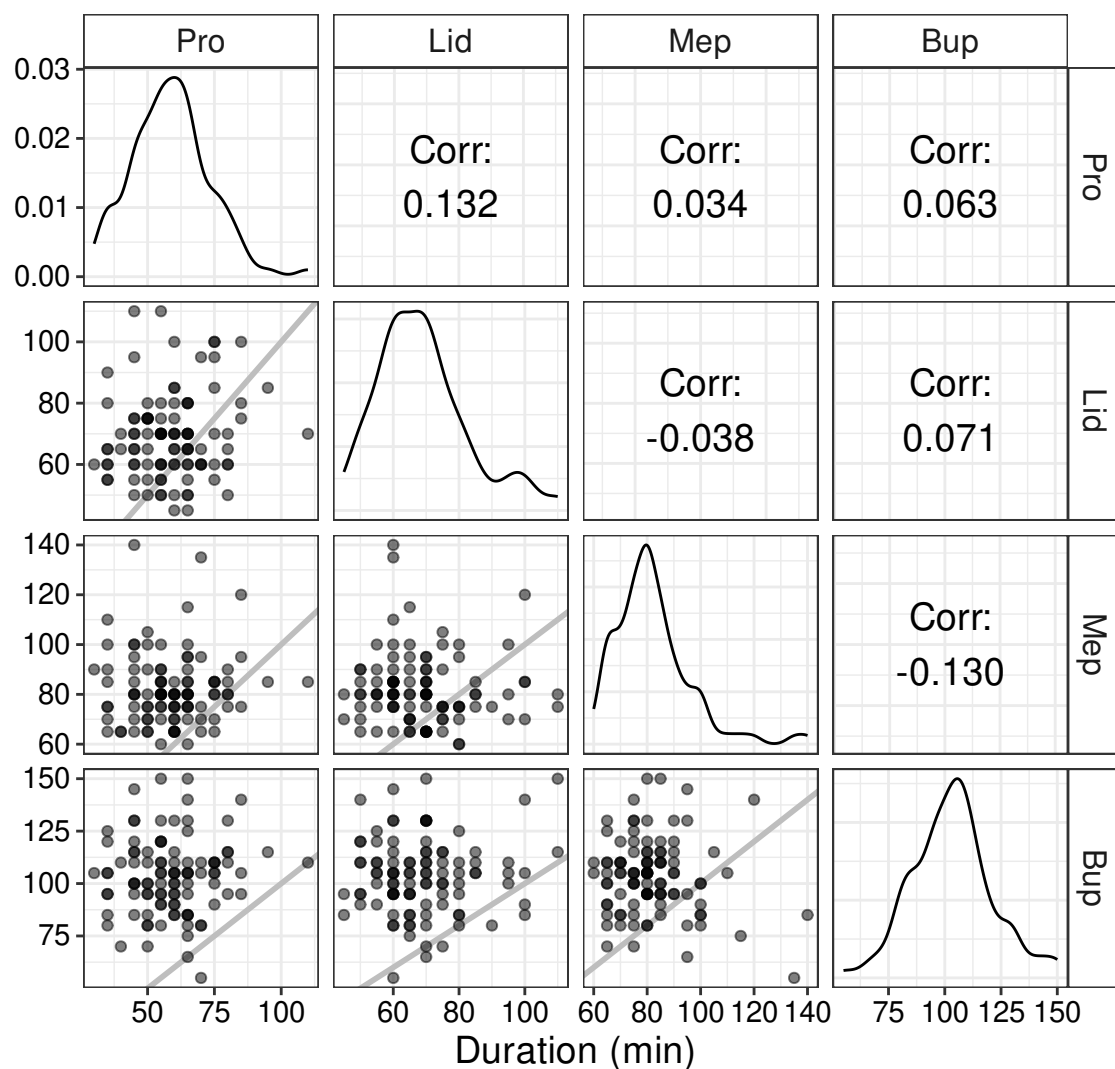 Pro Lid Mep Bup
0.03
0.02
0.01
0.00
Corr:
0.132
Corr:
0.034
Corr:
0.063
Pro
100
80
60
Corr:
-0.038
Corr:
0.071
Lid
140
120
100
80
60
Corr:
-0.130
Mep
150
125
100
75
Bup
50 75 100 60 80 100 60 80 100 120 140 75 100 125 150
Duration (min)